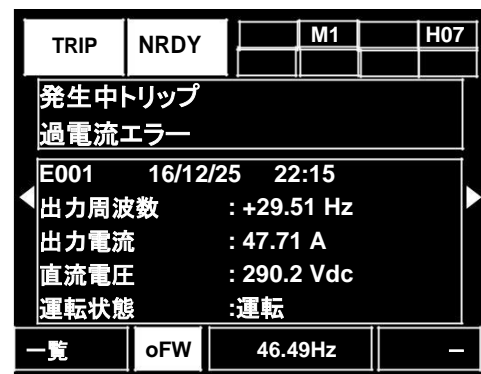 TRIP NRDY M1 H07
発生中トリップ
過電流エラー
E001 16/12/25 22:15
出力周波数 : +29.51 Hz
出力電流 : 47.71 A
直流電圧 : 290.2 Vdc
運転状態 :運転
一覧 oFW 46.49Hz –